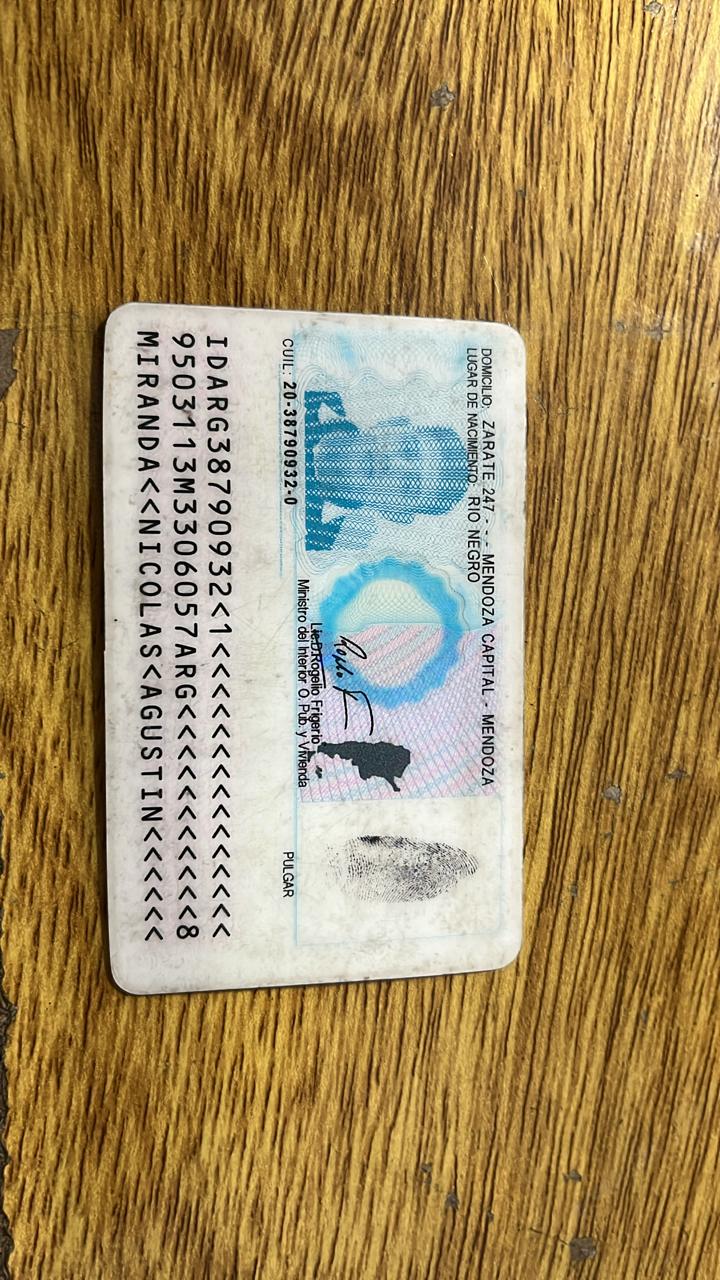 DOMICILIO: ZARATE 247 - - - MENDOZA CAPITAL - MENDOZA
LUGAR DE NACIMIENTO: RIO NEGRO
Lic. Rogelio Frigerio
Ministro del Interior O. Pub. y Vivienda
CUIL: 20-38790932-0
PULGAR
IDARG38790932<1<<<<<<<<<<<<<<<
9503113M3306057ARG<<<<<<<<<<<8
MIRANDA<<NICOLAS<AGUSTIN<<<<<<